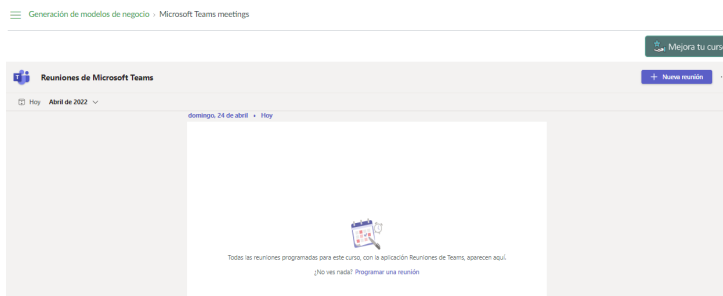 Generación de modelos de negocio › Microsoft Teams meetings
Mejora tu curso
Reuniones de Microsoft Teams
+ Nueva reunión
Hoy Abril de 2022
domingo, 24 de abril • Hoy
Todas las reuniones programadas para este curso, con la aplicación Reuniones de Teams, aparecen aquí.
¿No ves nada? Programar una reunión